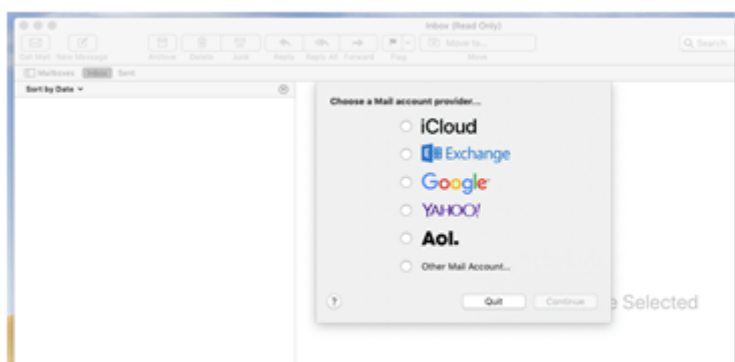 Inbox (Read Only)
Get Mail New Message Archive Delete Junk Reply Reply All Forward Flag Move to... Move Search
Mailboxes Inbox Sent
Sort by Date
Choose a Mail account provider...
iCloud
Exchange
Google
YAHOO!
Aol.
Other Mail Account...
? Quit Continue
Selected